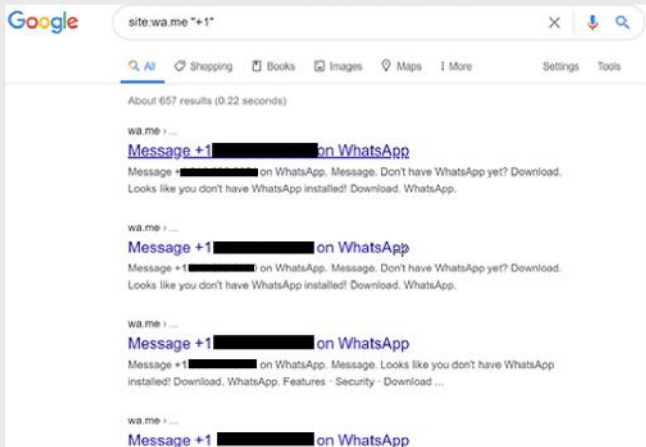 Google
site:wa.me "+1"
All Shopping Books Images Maps More Settings Tools
About 657 results (0.22 seconds)
wa.me › ...
Message +1 on WhatsApp
Message + on WhatsApp. Message. Don't have WhatsApp yet? Download.
Looks like you don't have WhatsApp installed! Download. WhatsApp.
wa.me › ...
Message +1 on WhatsApp
Message +1 on WhatsApp. Message. Don't have WhatsApp yet? Download.
Looks like you don't have WhatsApp installed! Download. WhatsApp.
wa.me › ...
Message +1 on WhatsApp
Message +1 on WhatsApp. Message. Looks like you don't have WhatsApp
installed! Download. WhatsApp. Features - Security - Download ...
wa.me › ...
Message +1 on WhatsApp